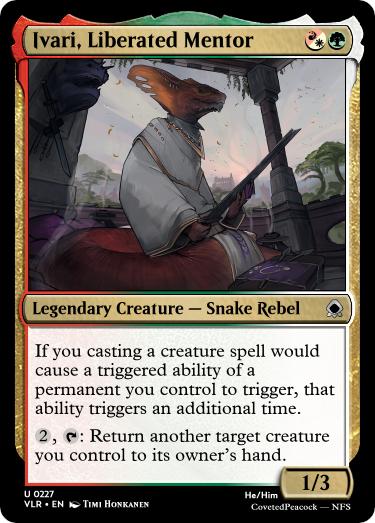 Ivari, Liberated Mentor
Legendary Creature — Snake Rebel
If you casting a creature spell would
cause a triggered ability of a
permanent you control to trigger, that
ability triggers an additional time.
2, : Return another target creature
you control to its owner's hand.
1/3
U 0227 He/Him
VLR • EN Timi Honkanen CovetedPeacock — NFS